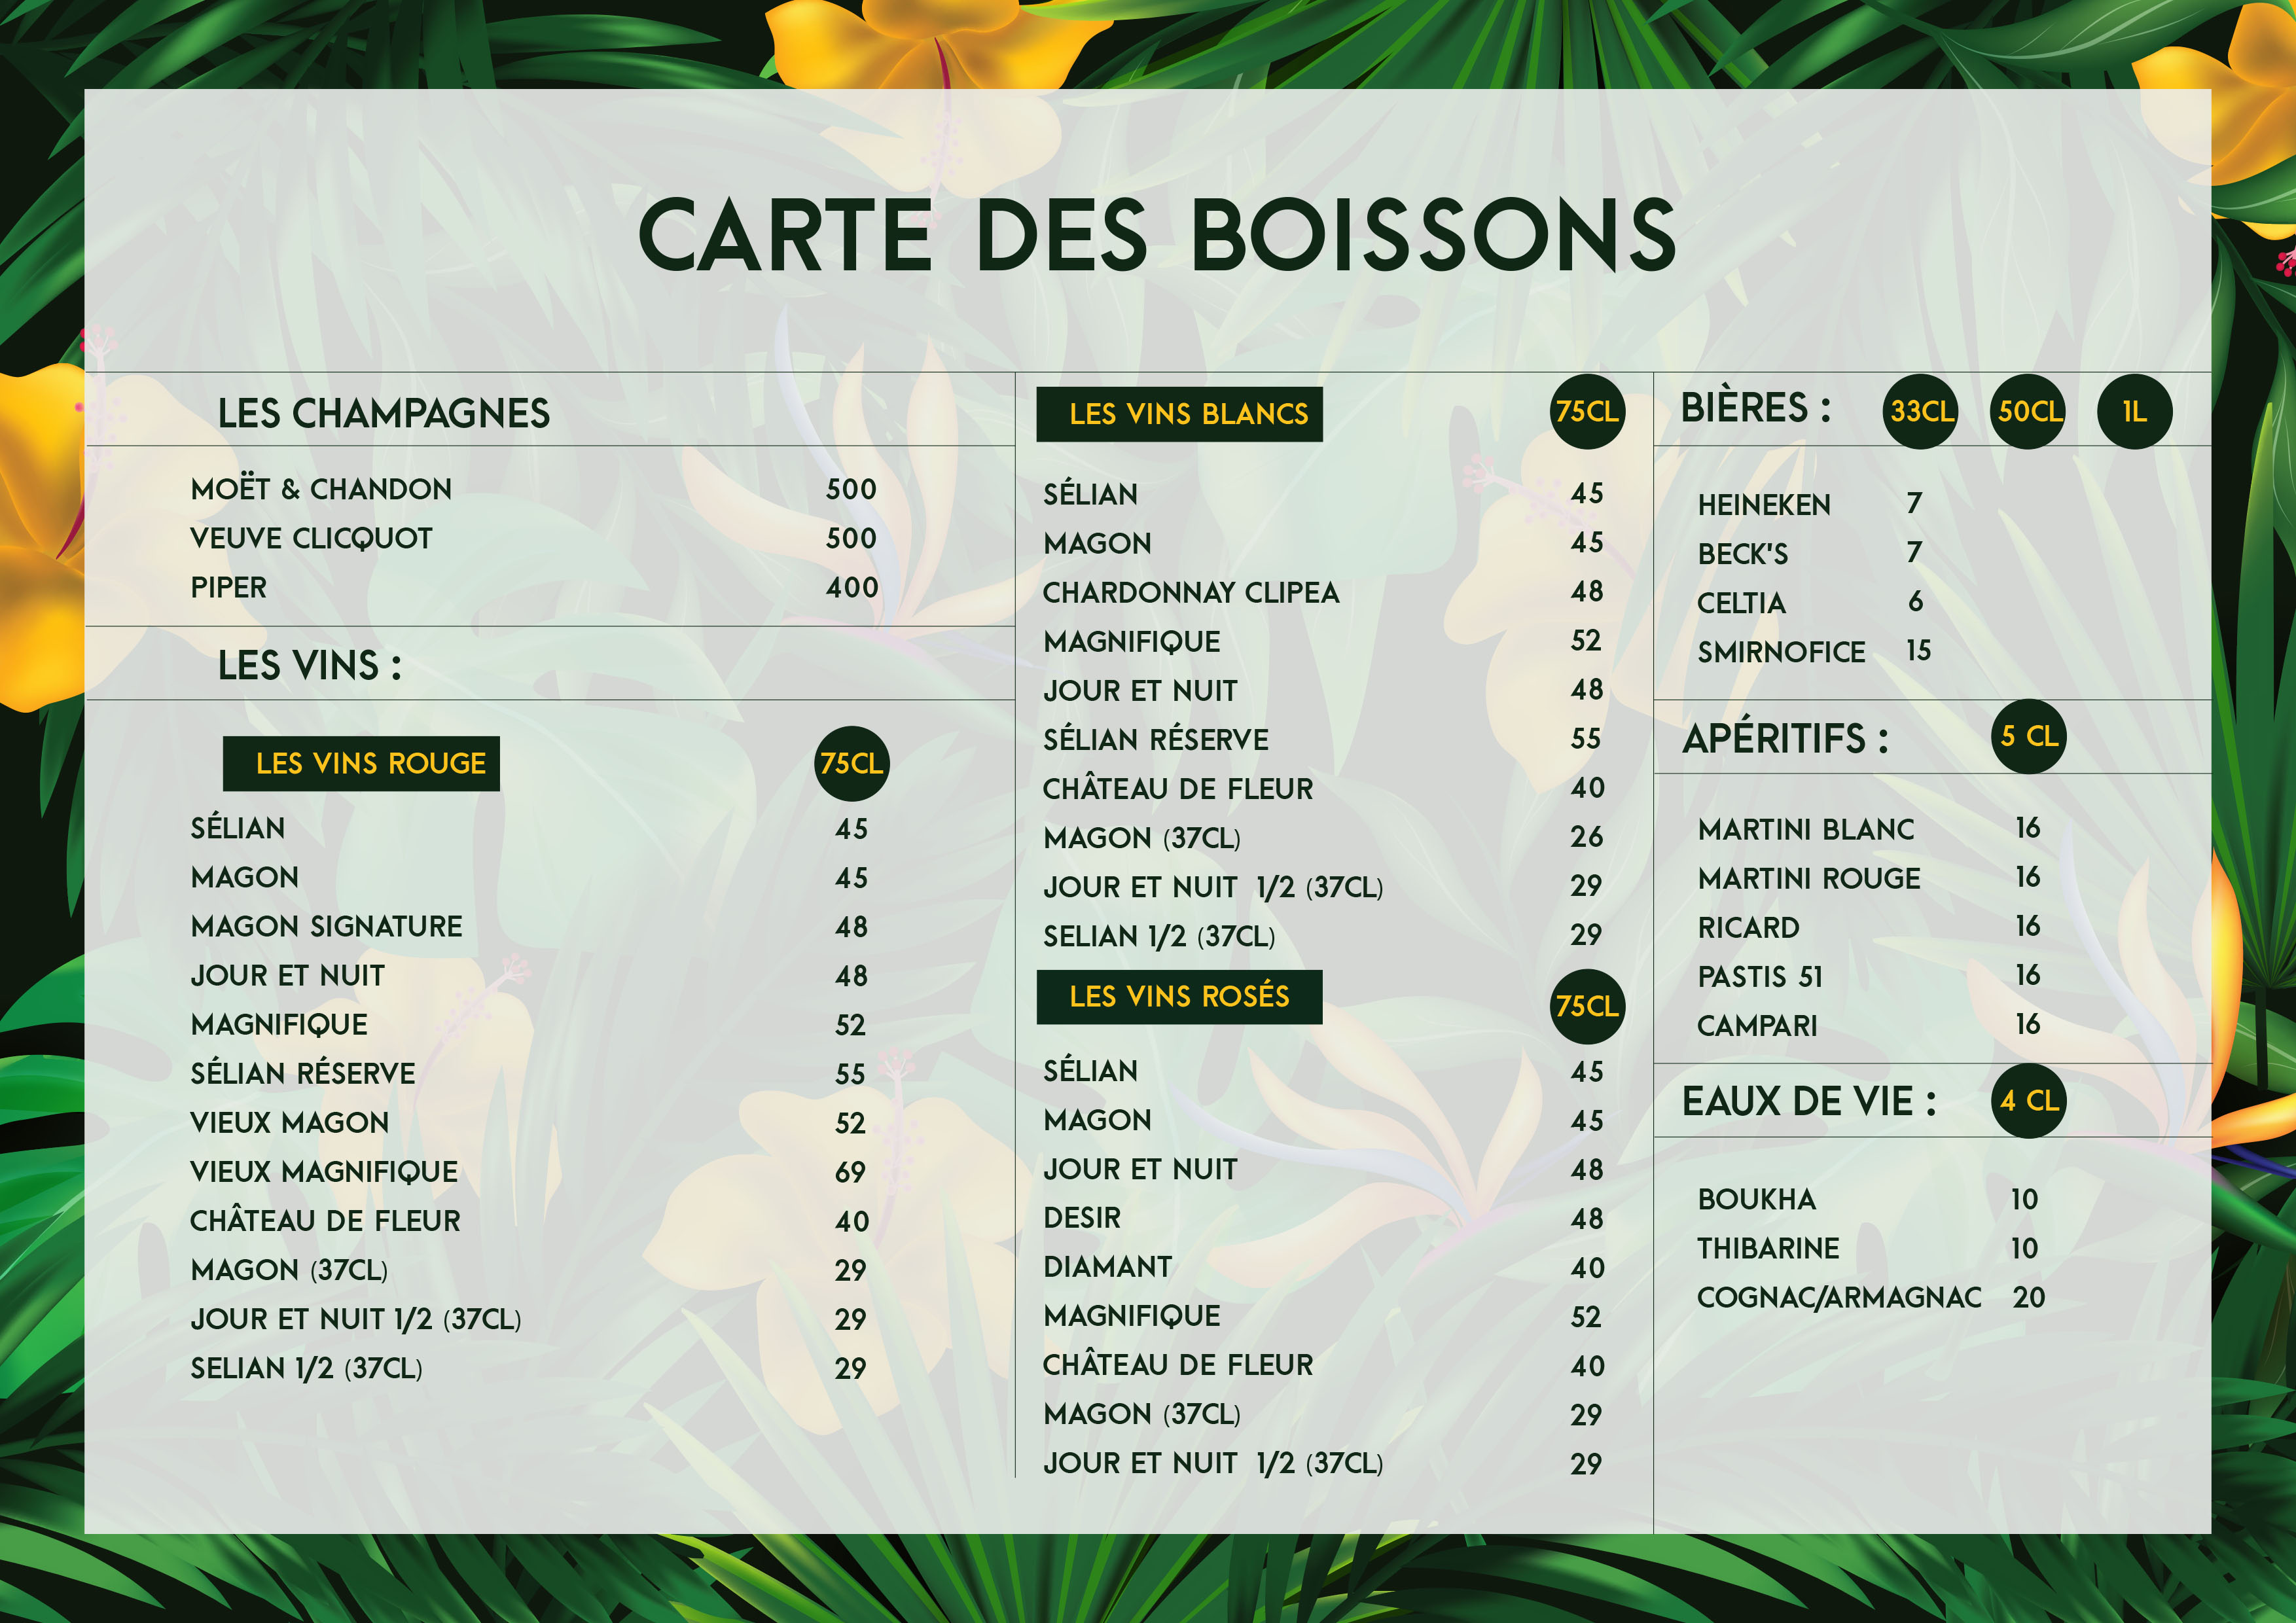 CARTE DES BOISSONS
LES CHAMPAGNES
MOËT & CHANDON 500
VEUVE CLICQUOT 500
PIPER 400
LES VINS :
LES VINS ROUGE 75CL
SÉLIAN 45
MAGON 45
MAGON SIGNATURE 48
JOUR ET NUIT 48
MAGNIFIQUE 52
SÉLIAN RÉSERVE 55
VIEUX MAGON 52
VIEUX MAGNIFIQUE 69
CHÂTEAU DE FLEUR 40
MAGON (37CL) 29
JOUR ET NUIT 1/2 (37CL) 29
SELIAN 1/2 (37CL) 29
LES VINS BLANCS 75CL
SÉLIAN 45
MAGON 45
CHARDONNAY CLIPEA 48
MAGNIFIQUE 52
JOUR ET NUIT 48
SÉLIAN RÉSERVE 55
CHÂTEAU DE FLEUR 40
MAGON (37CL) 26
JOUR ET NUIT 1/2 (37CL) 29
SELIAN 1/2 (37CL) 29
LES VINS ROSÉS 75CL
SÉLIAN 45
MAGON 45
JOUR ET NUIT 48
DESIR 48
DIAMANT 40
MAGNIFIQUE 52
CHÂTEAU DE FLEUR 40
MAGON (37CL) 29
JOUR ET NUIT 1/2 (37CL) 29
BIÈRES : 33CL 50CL 1L
HEINEKEN 7
BECK'S 7
CELTIA 6
SMIRNOFICE 15
APÉRITIFS : 5 CL
MARTINI BLANC 16
MARTINI ROUGE 16
RICARD 16
PASTIS 51 16
CAMPARI 16
EAUX DE VIE : 4 CL
BOUKHA 10
THIBARINE 10
COGNAC/ARMAGNAC 20